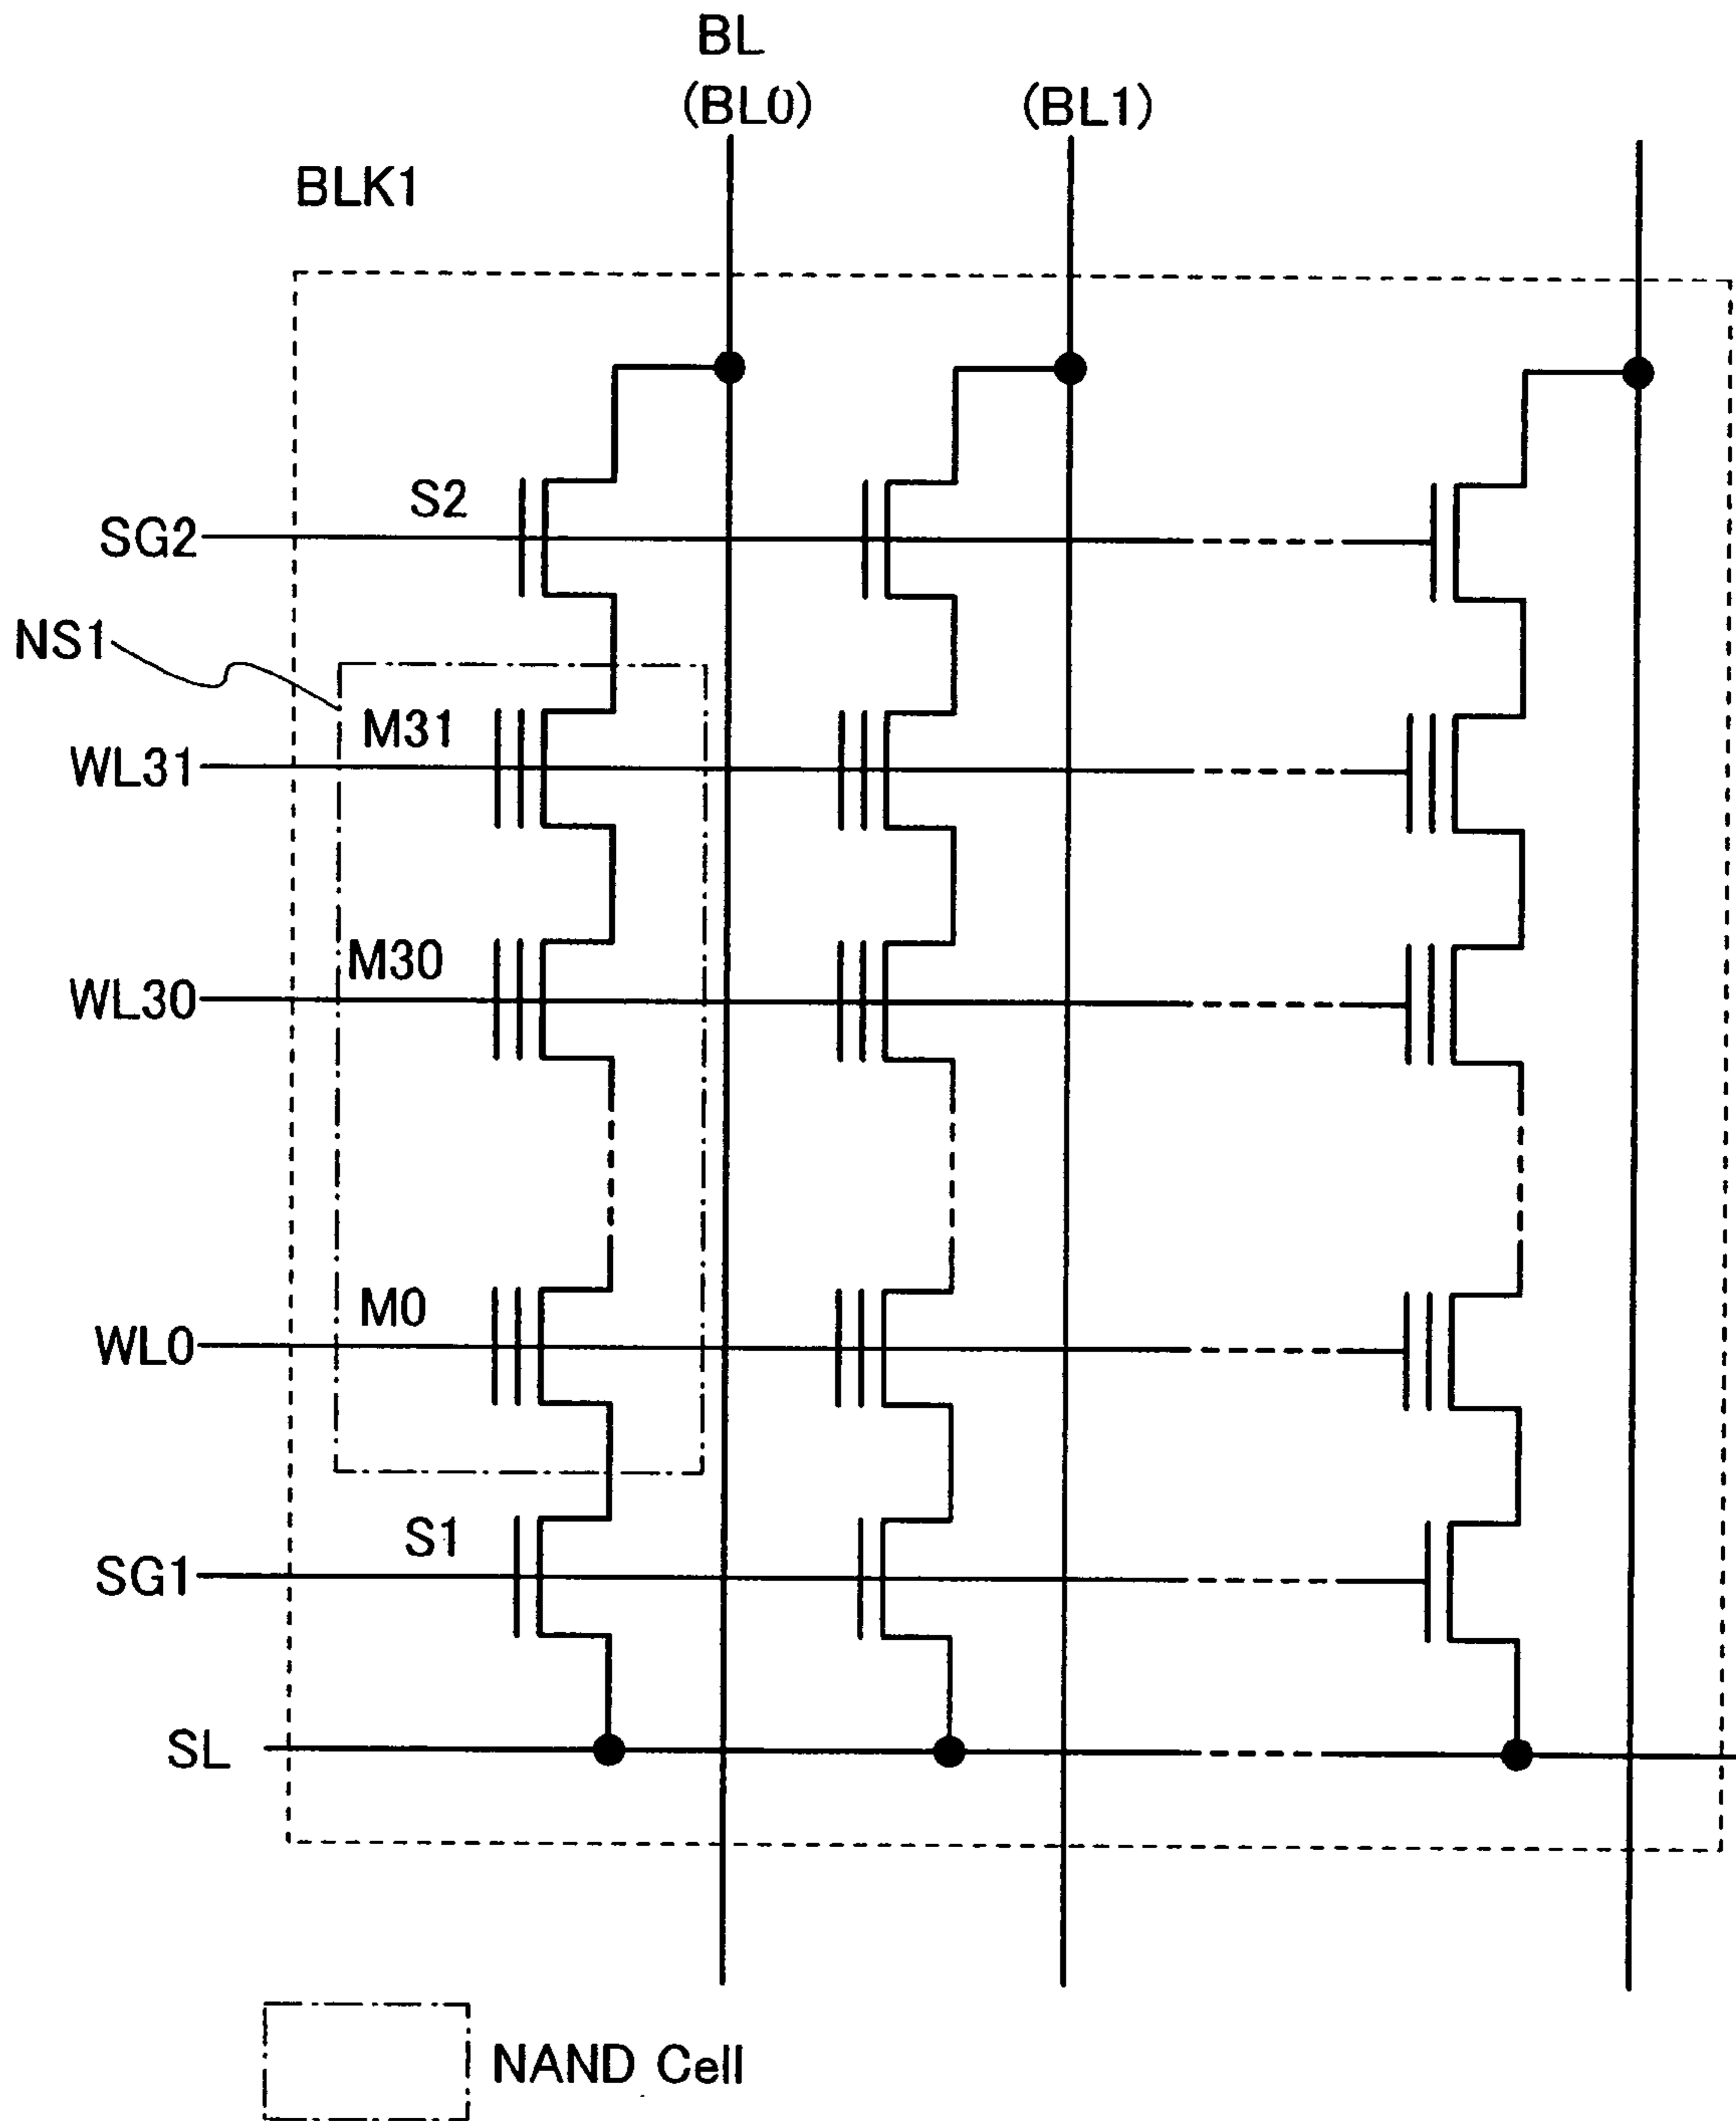 BL
(BL0)
(BL1)
BLK1
S2
SG2
NS1
M31
WL31
M30
WL30
M0
WL0
S1
SG1
SL
NAND Cell